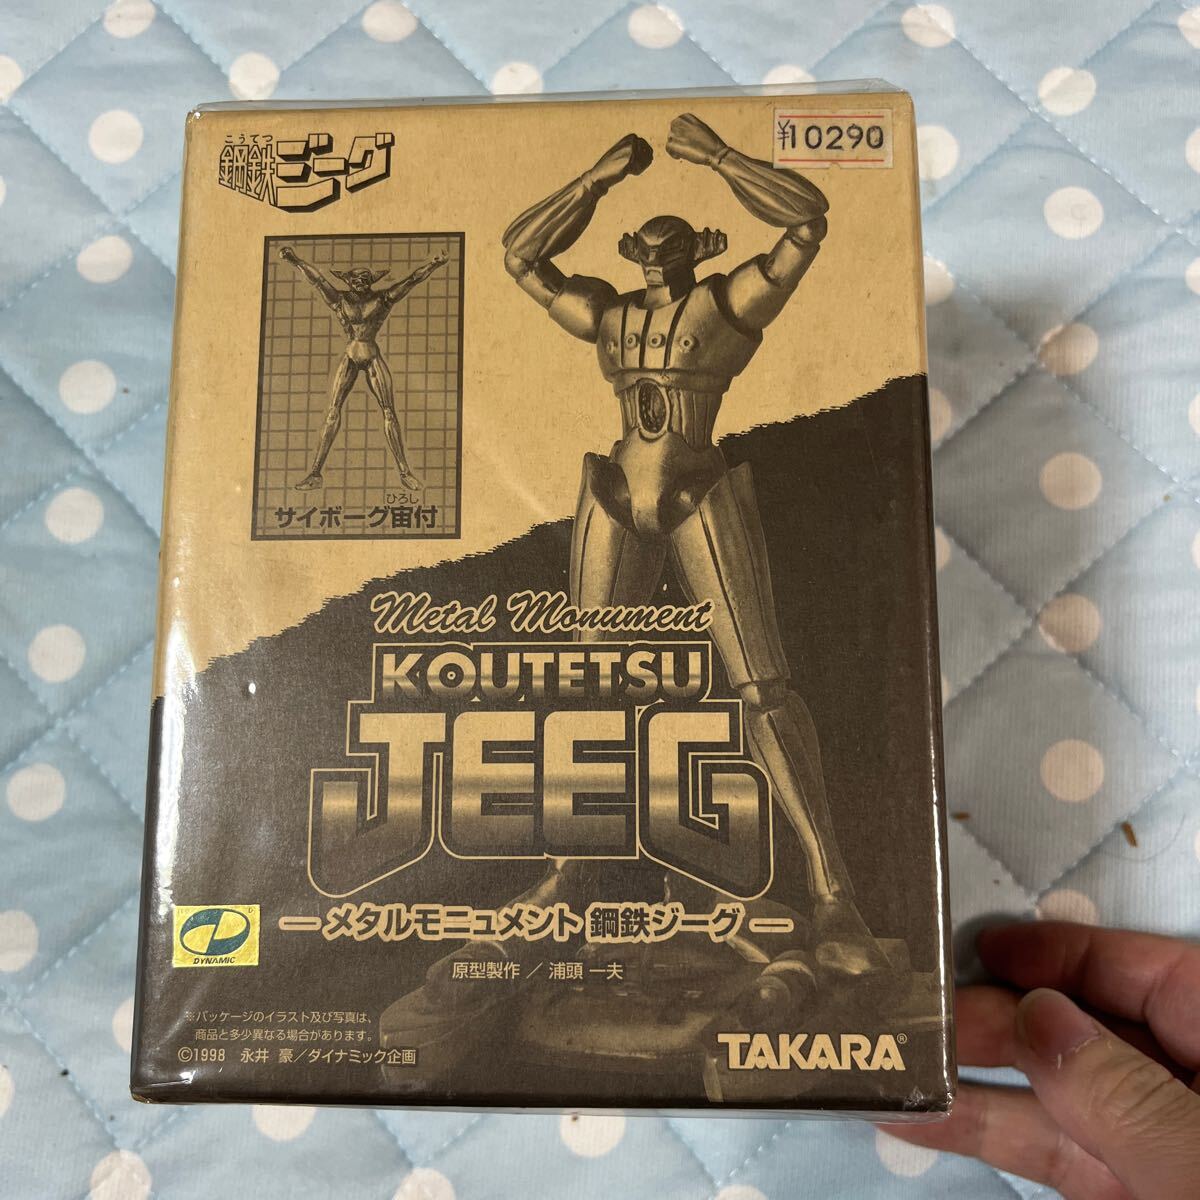 こうてつ
鋼鉄ジーグ
¥10290
ひろし
サイボーグ宙付
Metal Monument
KOUTETSU
JEEG
―メタルモニュメント 鋼鉄ジーグ―
原型製作／浦頭 一夫
DYNAMIC
※パッケージのイラスト及び写真は、
商品と多少異なる場合があります。
©1998 永井 豪／ダイナミック企画
TAKARA®